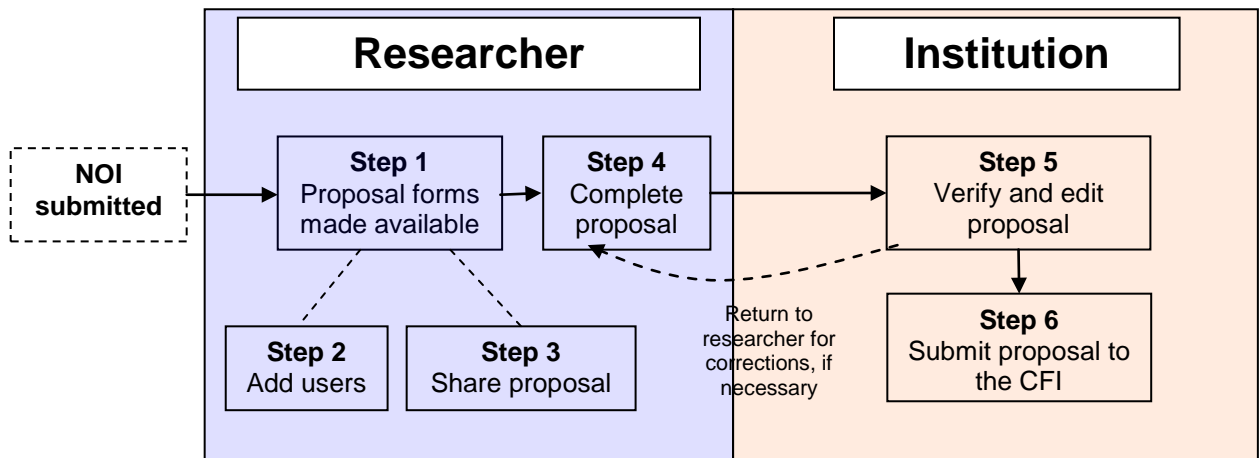 Researcher
Institution
NOI
submitted
Step 1
Proposal forms
made available
Step 4
Complete
proposal
Step 5
Verify and edit
proposal
Step 2
Add users
Step 3
Share proposal
Return to
researcher for
corrections, if
necessary
Step 6
Submit proposal to
the CFI